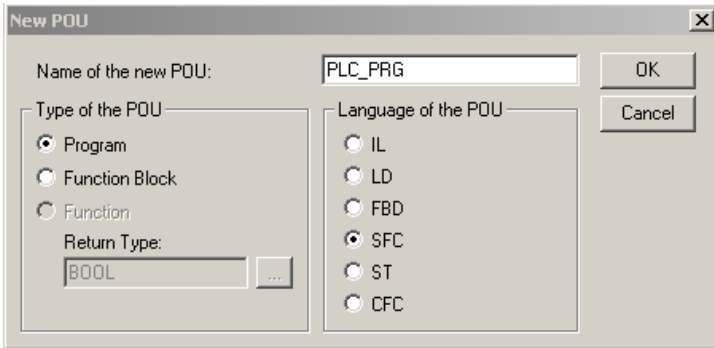 New POU
Name of the new POU: PLC_PRG OK
Type of the POU Language of the POU Cancel
Program IL
Function Block LD
Function FBD
Return Type: SFC
BOOL ... ST
CFC